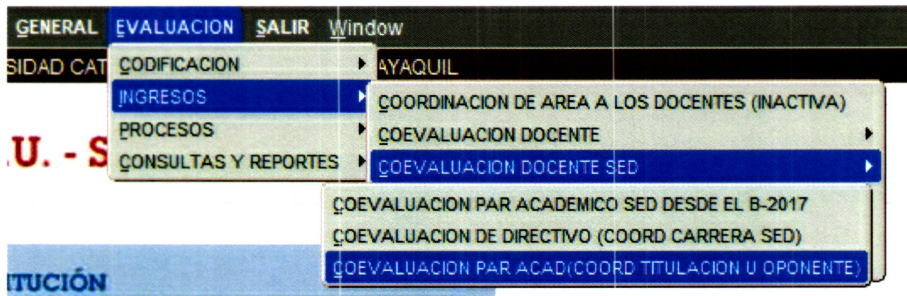 GENERAL EVALUACION SALIR Window
SIDAD CAT AYAQUIL
CODIFICACION
INGRESOS
PROCESOS
CONSULTAS Y REPORTES
U. - S
COORDINACION DE AREA A LOS DOCENTES (INACTIVA)
COEVALUACION DOCENTE
COEVALUACION DOCENTE SED
COEVALUACION PAR ACADEMICO SED DESDE EL B-2017
COEVALUACION DE DIRECTIVO (COORD CARRERA SED)
COEVALUACION PAR ACAD(COORD TITULACION U OPONENTE)
ITUCIÓN